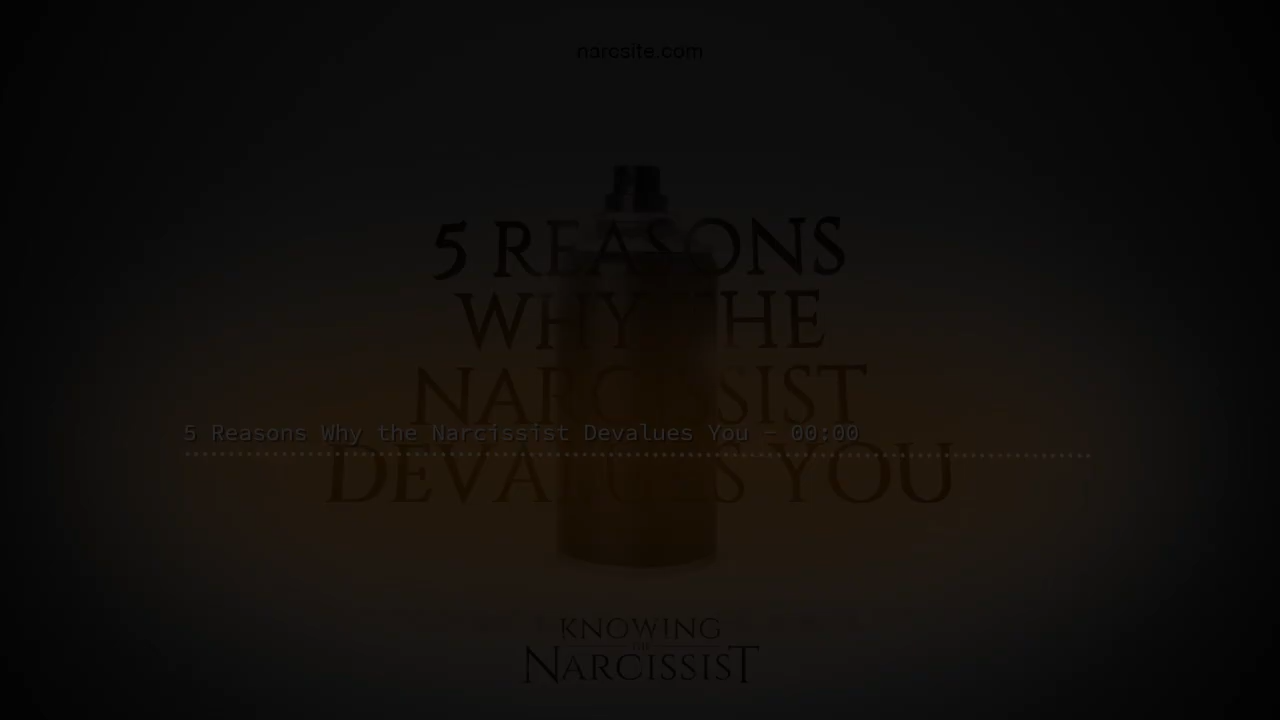 narcsite.com
5 REASONS
WHY THE
NARCISSIST
5 Reasons Why the Narcissist Devalues You - 00:00
DEVALUES YOU
KNOWING
THE
NARCISSIST